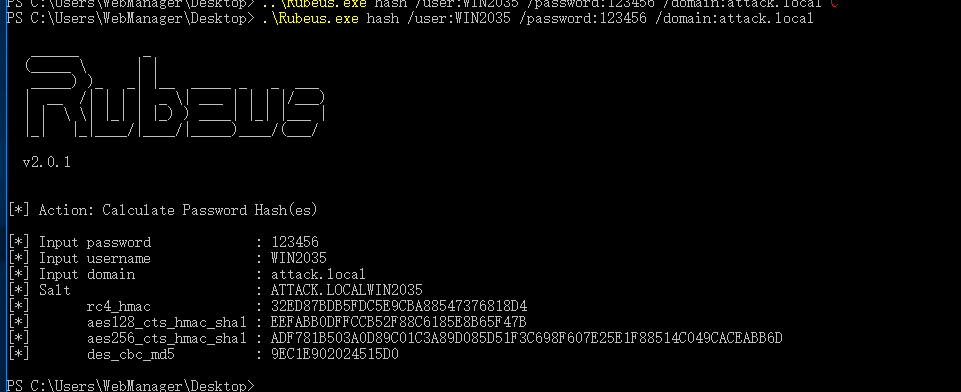 PS C:\Users\WebManager\Desktop> ..\Rubeus.exe hash /user:WIN2035 /password:123456 /domain:attack.local C
PS C:\Users\WebManager\Desktop> .\Rubeus.exe hash /user:WIN2035 /password:123456 /domain:attack.local
Rubeus
v2.0.1
[*] Action: Calculate Password Hash(es)
[*] Input password : 123456
[*] Input username : WIN2035
[*] Input domain : attack.local
[*] Salt : ATTACK.LOCALWIN2035
[*] rc4_hmac : 32ED87BDB5FDC5E9CBA88547376818D4
[*] aes128_cts_hmac_sha1 : EEFABB0DFFCCB52F88C6185E8B65F47B
[*] aes256_cts_hmac_sha1 : ADF781B503A0D89C01C3A89D085D51F3C698F607E25E1F88514C049CACEABB6D
[*] des_cbc_md5 : 9EC1E902024515D0
PS C:\Users\WebManager\Desktop>